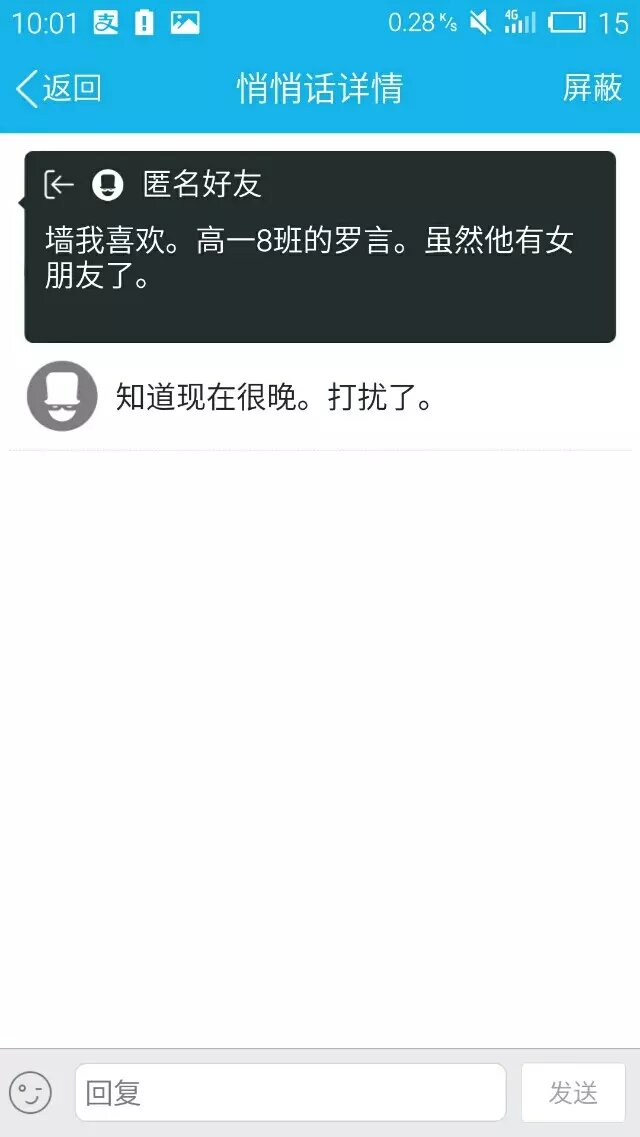 10:01 支 0.28 K/s 4G 15
返回 悄悄话详情 屏蔽
匿名好友
墙我喜欢。高一8班的罗言。虽然他有女
朋友了。
知道现在很晚。打扰了。
回复 发送